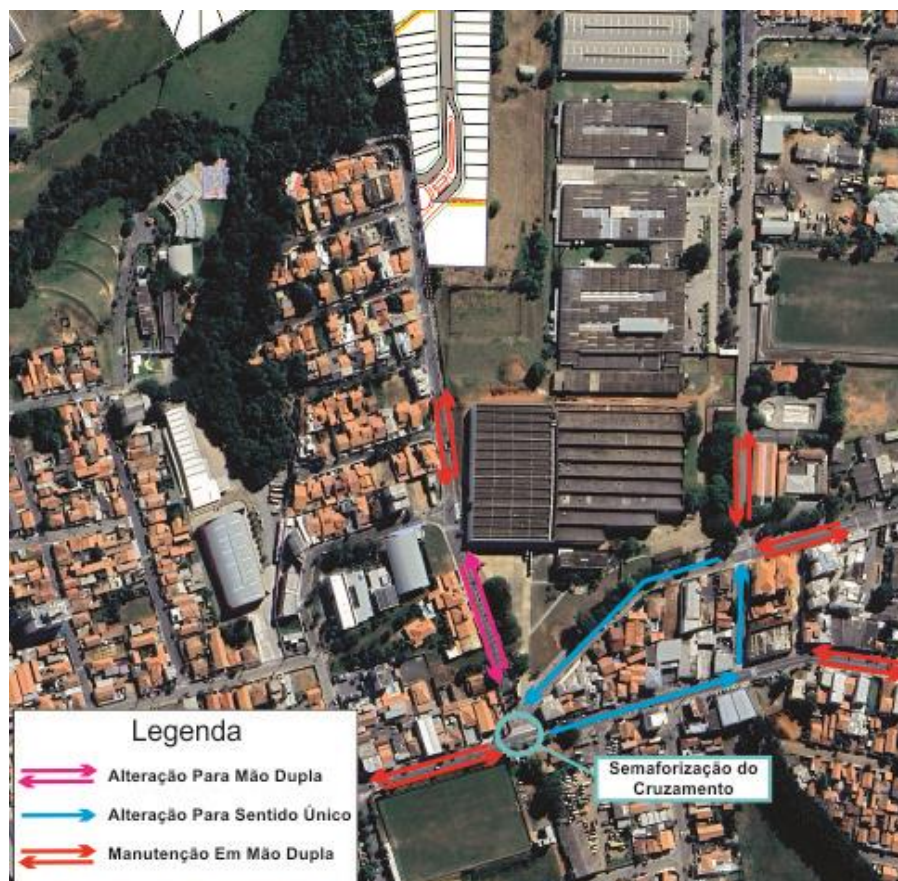 Legenda
Alteração Para Mão Dupla
Alteração Para Sentido Único
Manutenção Em Mão Dupla
Semaforização do
Cruzamento